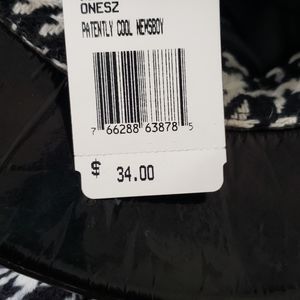 ONESZ
PATENTLY COOL NEWSBOY
7 66288 63878 5
$ 34.00